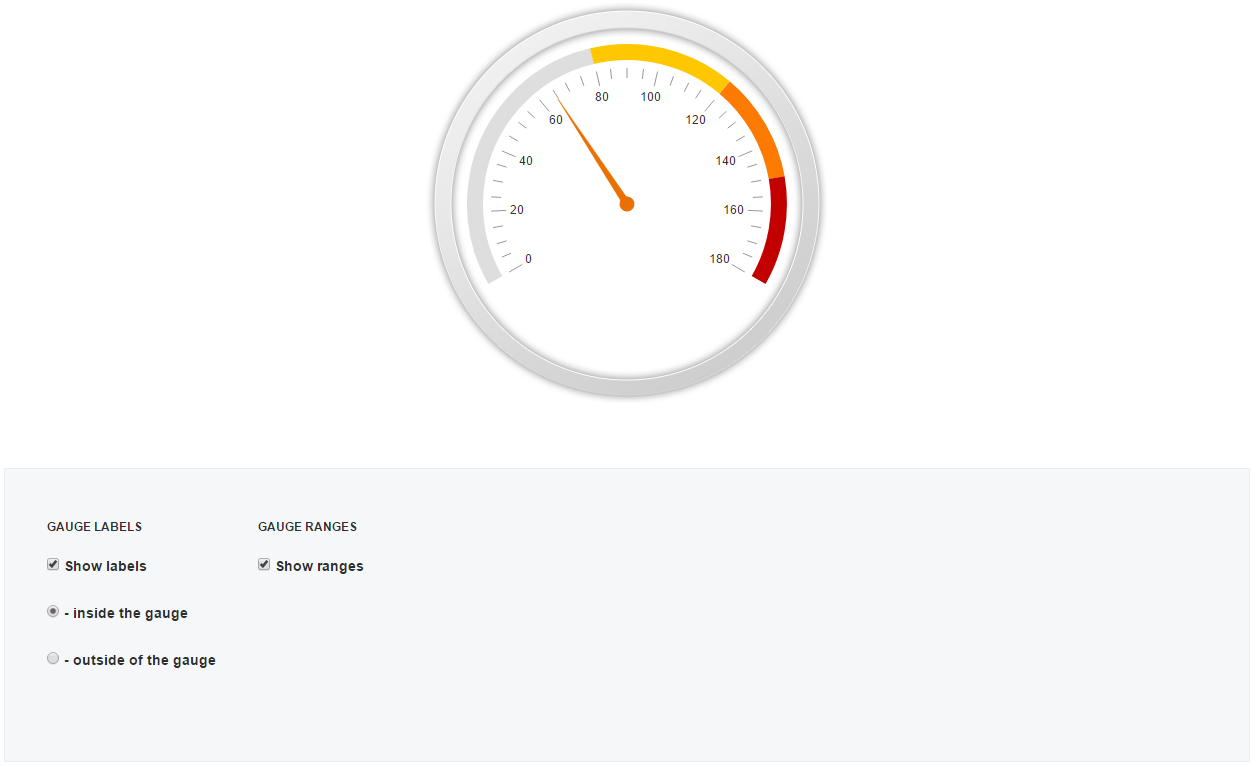 80 100
60 120
40 140
20 160
0 180
GAUGE LABELS GAUGE RANGES
Show labels Show ranges
- inside the gauge
- outside of the gauge